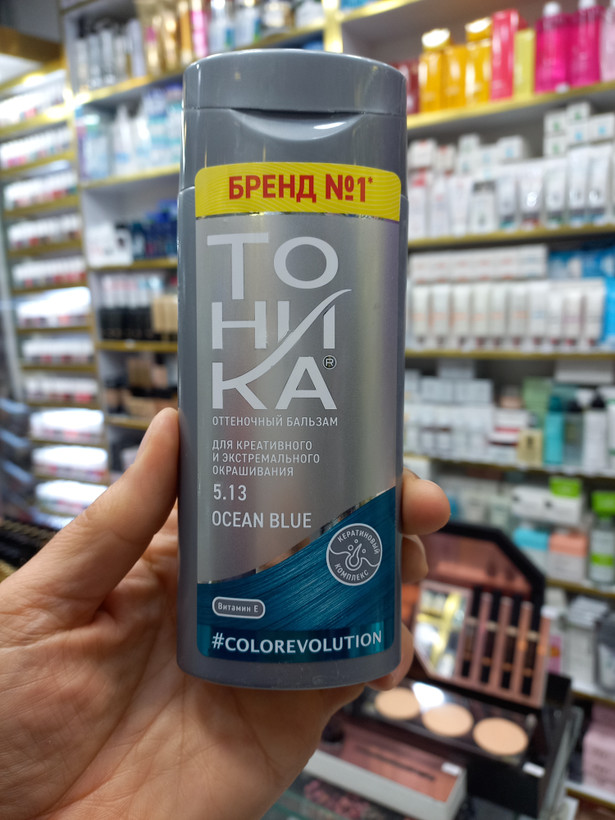 БРЕНД №1*
ТО
НИ
КА®
ОТТЕНОЧНЫЙ БАЛЬЗАМ
ДЛЯ КРЕАТИВНОГО
И ЭКСТРЕМАЛЬНОГО
ОКРАШИВАНИЯ
5.13
OCEAN BLUE
КЕРАТИНОВЫЙ
КОМПЛЕКС
Витамин Е
#COLOREVOLUTION